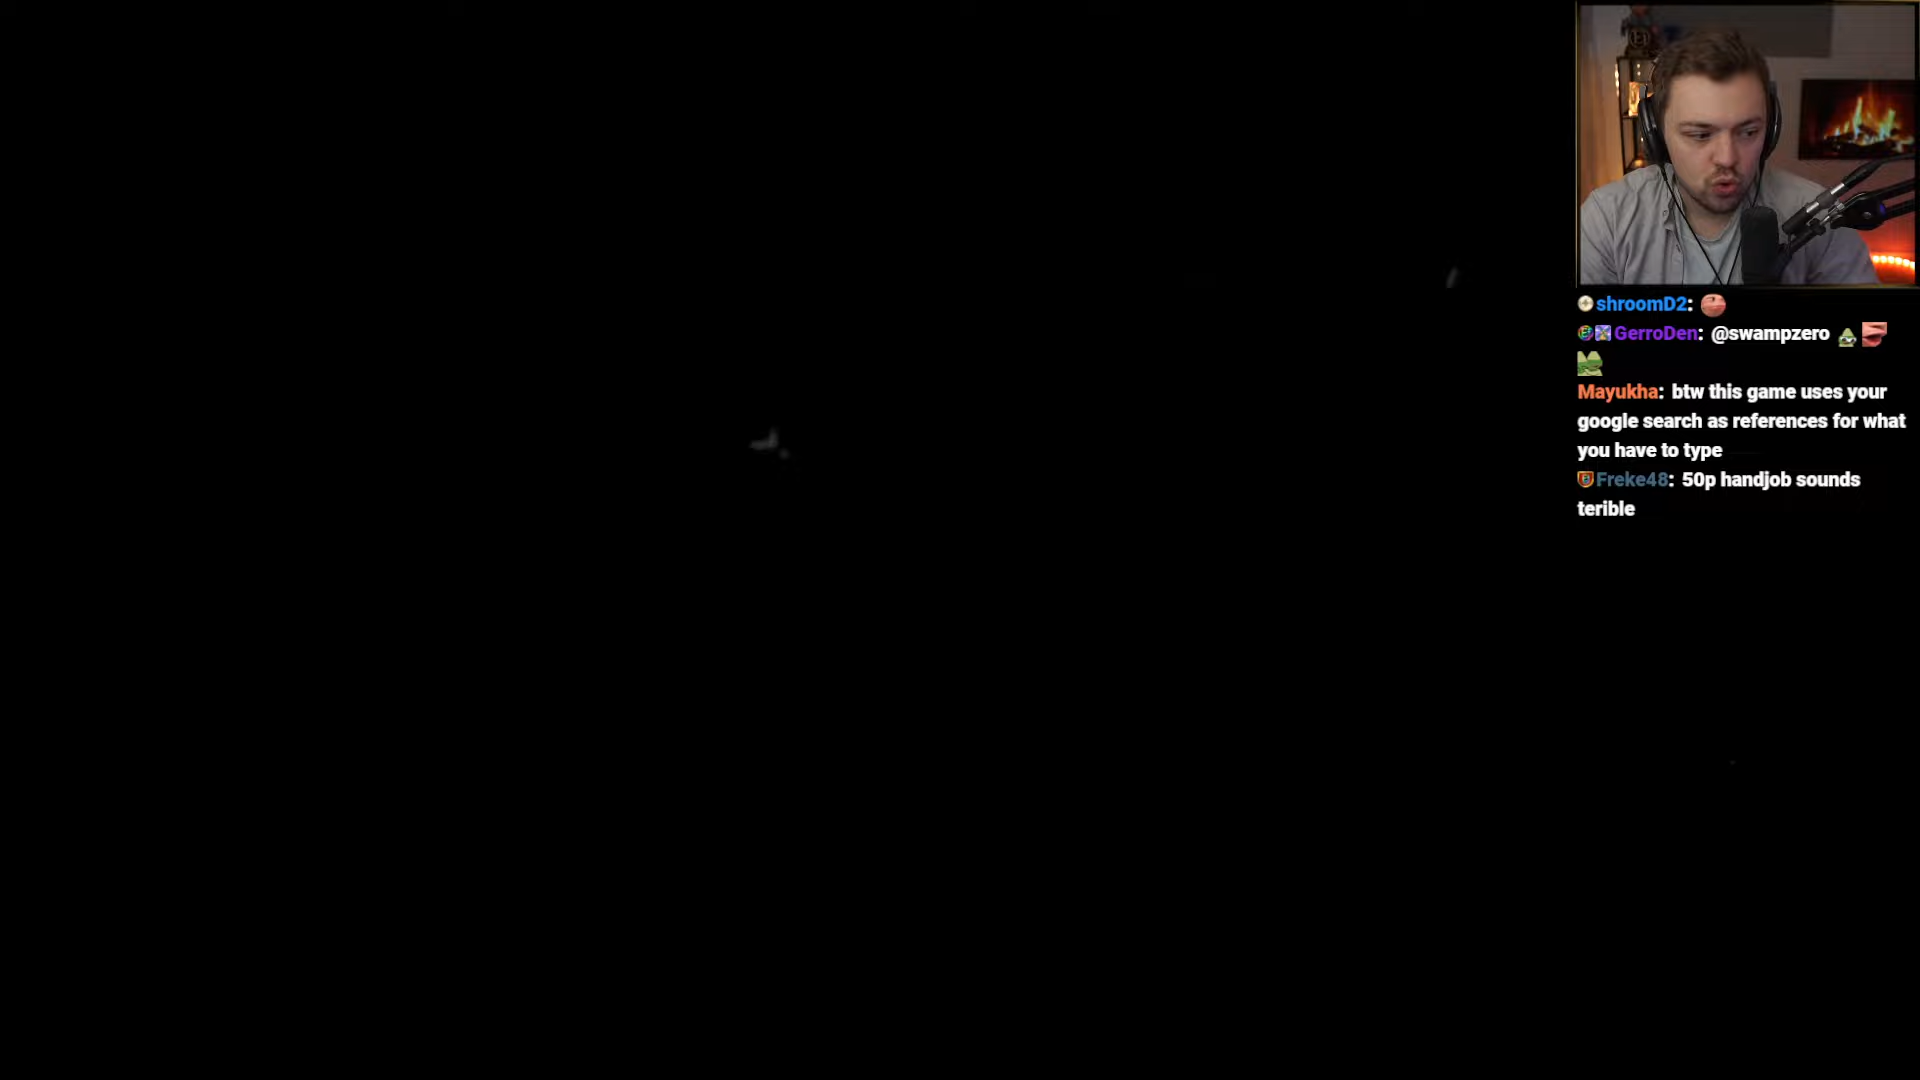 shroomD2:
GerroDen: @swampzero
Mayukha: btw this game uses your
google search as references for what
you have to type
Freke48: 50p handjob sounds
terible